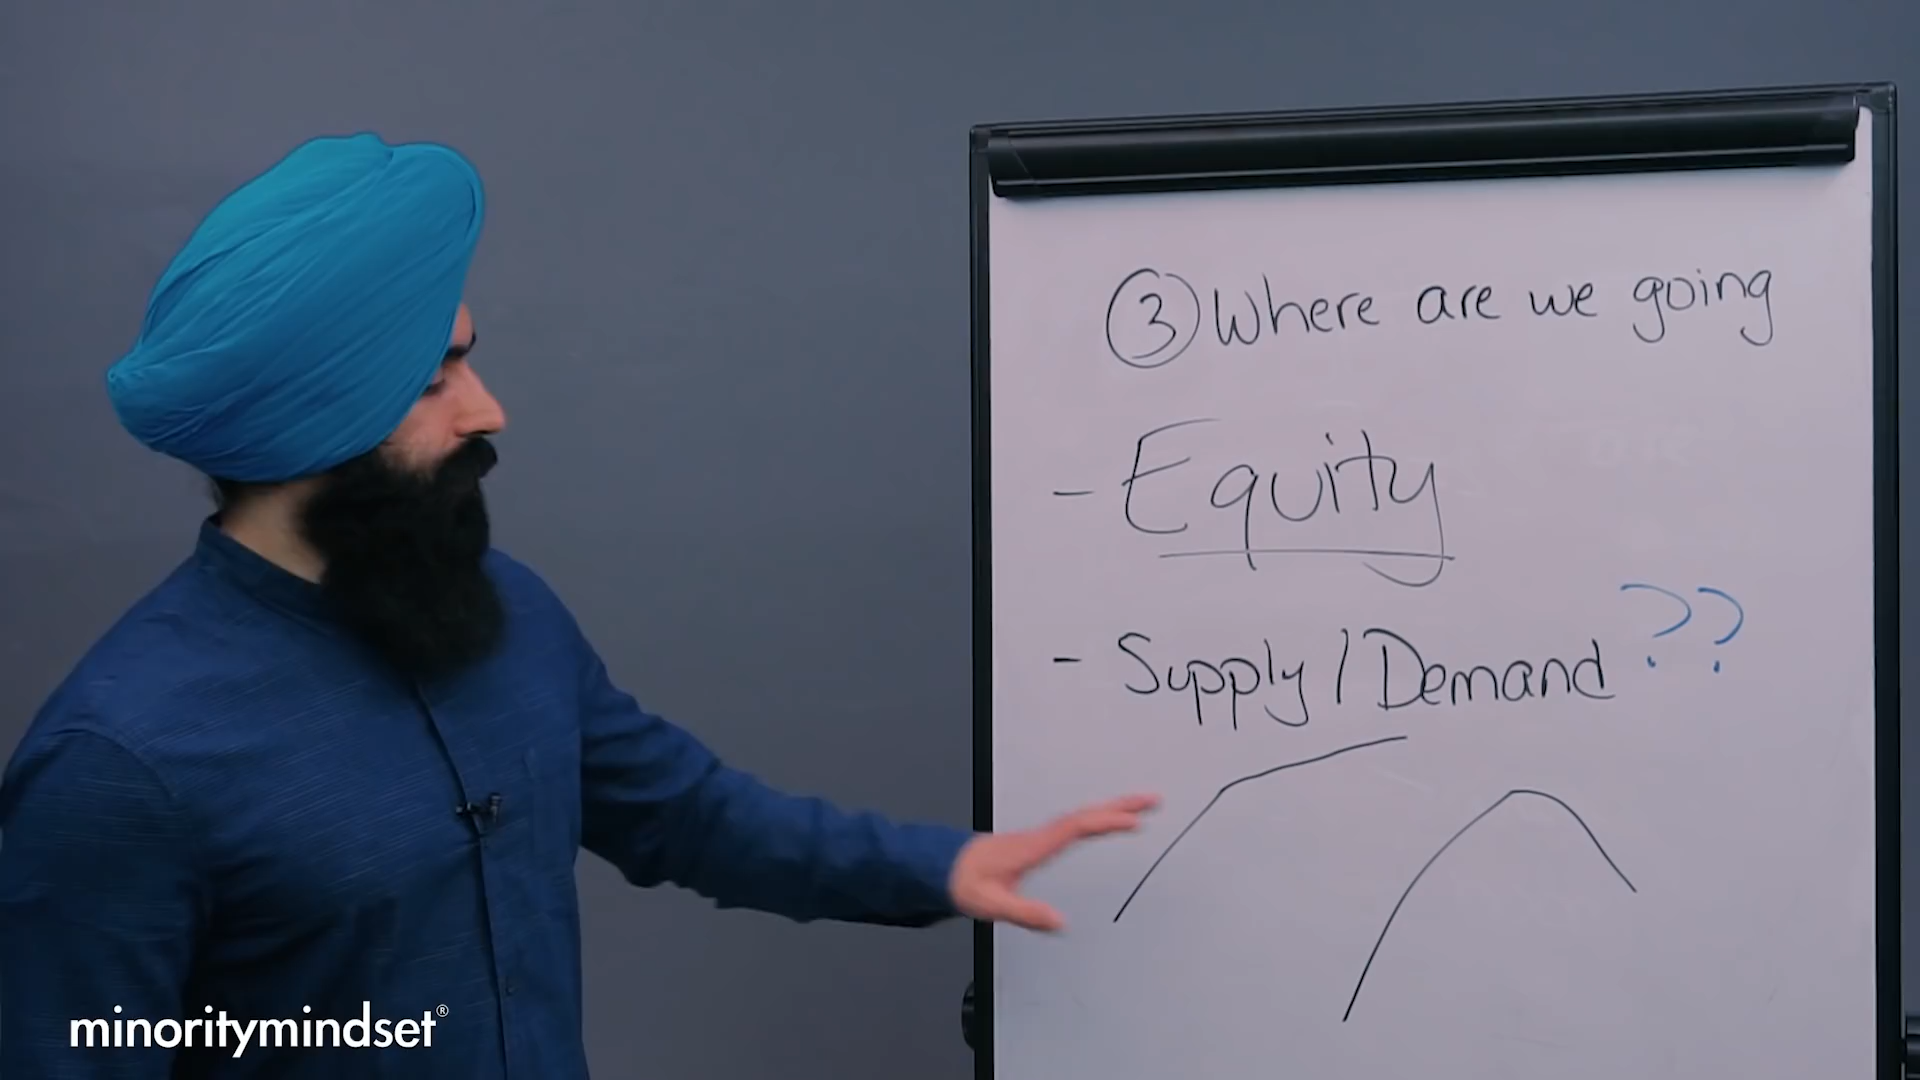 ③ Where are we going
- Equity
- Supply / Demand ??
minoritymindset®